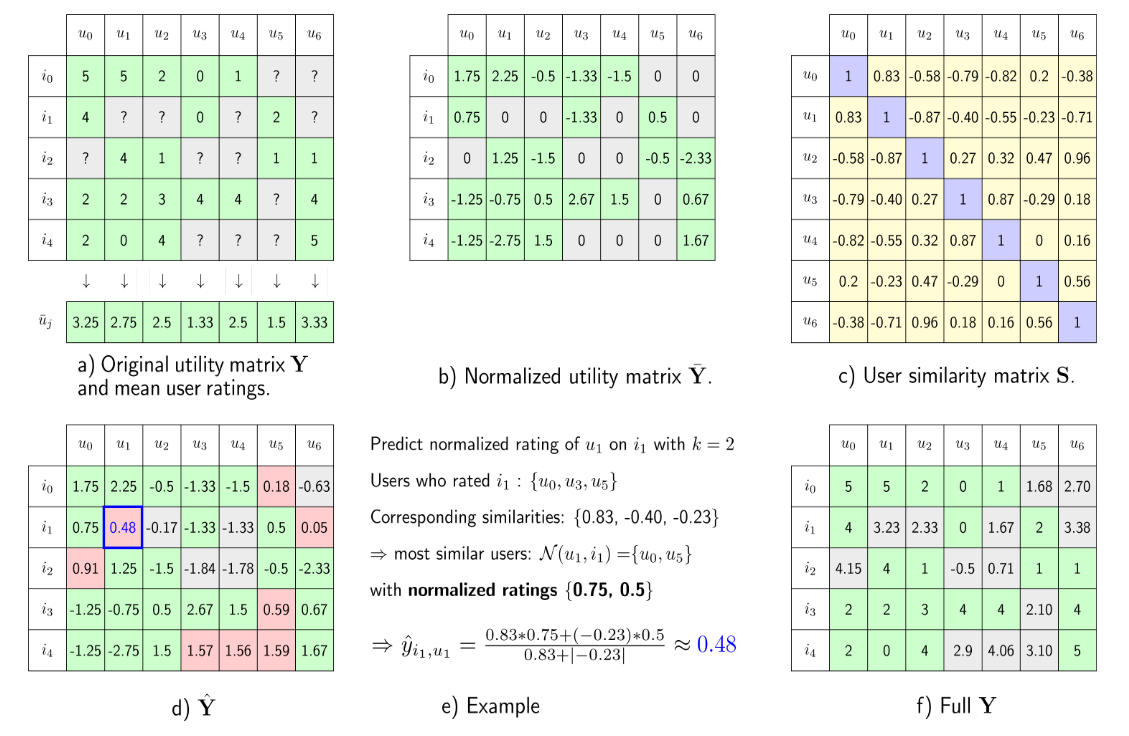 u₀ u₁ u₂ u₃ u₄ u₅ u₆
i₀ 5 5 2 0 1 ? ?
i₁ 4 ? ? 0 ? 2 ?
i₂ ? 4 1 ? ? 1 1
i₃ 2 2 3 4 4 ? 4
i₄ 2 0 4 ? ? ? 5
↓ ↓ ↓ ↓ ↓ ↓ ↓
ūⱼ 3.25 2.75 2.5 1.33 2.5 1.5 3.33
a) Original utility matrix Y
and mean user ratings.
u₀ u₁ u₂ u₃ u₄ u₅ u₆
i₀ 1.75 2.25 -0.5 -1.33 -1.5 0 0
i₁ 0.75 0 0 -1.33 0 0.5 0
i₂ 0 1.25 -1.5 0 0 -0.5 -2.33
i₃ -1.25 -0.75 0.5 2.67 1.5 0 0.67
i₄ -1.25 -2.75 1.5 0 0 0 1.67
b) Normalized utility matrix Ȳ.
u₀ u₁ u₂ u₃ u₄ u₅ u₆
u₀ 1 0.83 -0.58 -0.79 -0.82 0.2 -0.38
u₁ 0.83 1 -0.87 -0.40 -0.55 -0.23 -0.71
u₂ -0.58 -0.87 1 0.27 0.32 0.47 0.96
u₃ -0.79 -0.40 0.27 1 0.87 -0.29 0.18
u₄ -0.82 -0.55 0.32 0.87 1 0 0.16
u₅ 0.2 -0.23 0.47 -0.29 0 1 0.56
u₆ -0.38 -0.71 0.96 0.18 0.16 0.56 1
c) User similarity matrix S.
u₀ u₁ u₂ u₃ u₄ u₅ u₆
i₀ 1.75 2.25 -0.5 -1.33 -1.5 0.18 -0.63
i₁ 0.75 0.48 -0.17 -1.33 -1.33 0.5 0.05
i₂ 0.91 1.25 -1.5 -1.84 -1.78 -0.5 -2.33
i₃ -1.25 -0.75 0.5 2.67 1.5 0.59 0.67
i₄ -1.25 -2.75 1.5 1.57 1.56 1.59 1.67
d) Ŷ
Predict normalized rating of u₁ on i₁ with k = 2
Users who rated i₁ : {u₀, u₃, u₅}
Corresponding similarities: {0.83, -0.40, -0.23}
⇒ most similar users: 𝒩(u₁, i₁) ={u₀, u₅}
with normalized ratings {0.75, 0.5}
⇒ ŷ_{i₁,u₁} = (0.83*0.75+(−0.23)*0.5)/(0.83+|−0.23|) ≈ 0.48
e) Example
u₀ u₁ u₂ u₃ u₄ u₅ u₆
i₀ 5 5 2 0 1 1.68 2.70
i₁ 4 3.23 2.33 0 1.67 2 3.38
i₂ 4.15 4 1 -0.5 0.71 1 1
i₃ 2 2 3 4 4 2.10 4
i₄ 2 0 4 2.9 4.06 3.10 5
f) Full Y